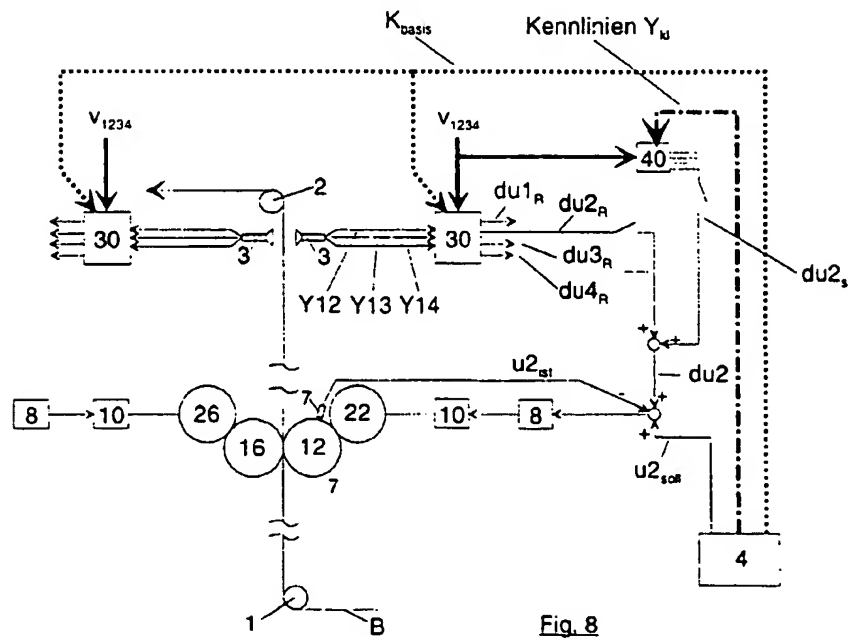 K_basis
Kennlinien Y_kl
v_1234
v_1234
40
2
du1_R
du2_R
30
30
3
3
du3_R
du4_R
du2_s
Y12 Y13 Y14
+
+
du2
u2_ist
7
-
+
8
10
26
22
10
8
16
12
+
u2_soll
7
4
1
B
Fig. 8